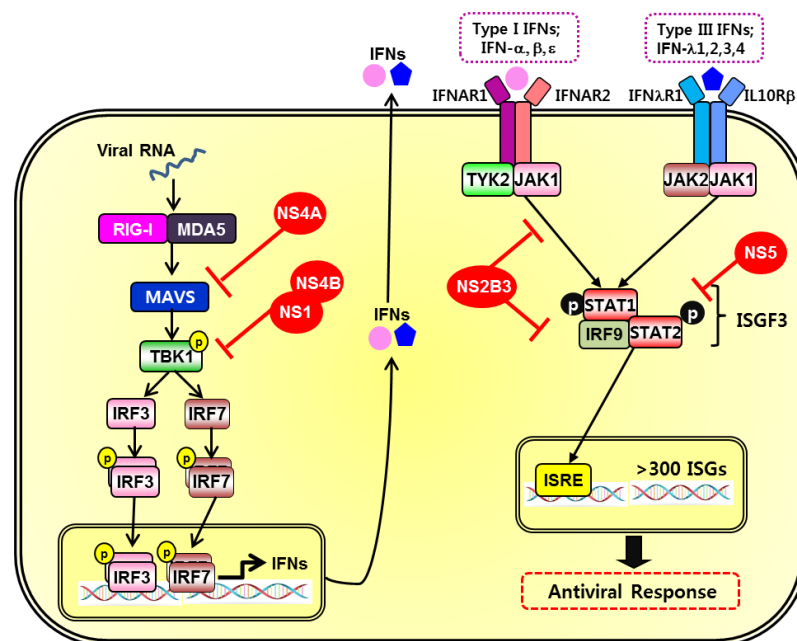 IFNs
Type I IFNs;
IFN-α, β, ε
Type III IFNs;
IFN-λ1,2,3,4
IFNAR1
IFNAR2
IFNλR1
IL10Rβ
Viral RNA
TYK2
JAK1
JAK2
JAK1
RIG-I
MDA5
NS4A
MAVS
NS4B
NS1
NS2B3
NS5
P
STAT1
P
IRF9
STAT2
ISGF3
IFNs
TBK1
P
IRF3
IRF7
P
IRF3
P
IRF7
P
IRF3
P
IRF7
IFNs
ISRE
>300 ISGs
Antiviral Response